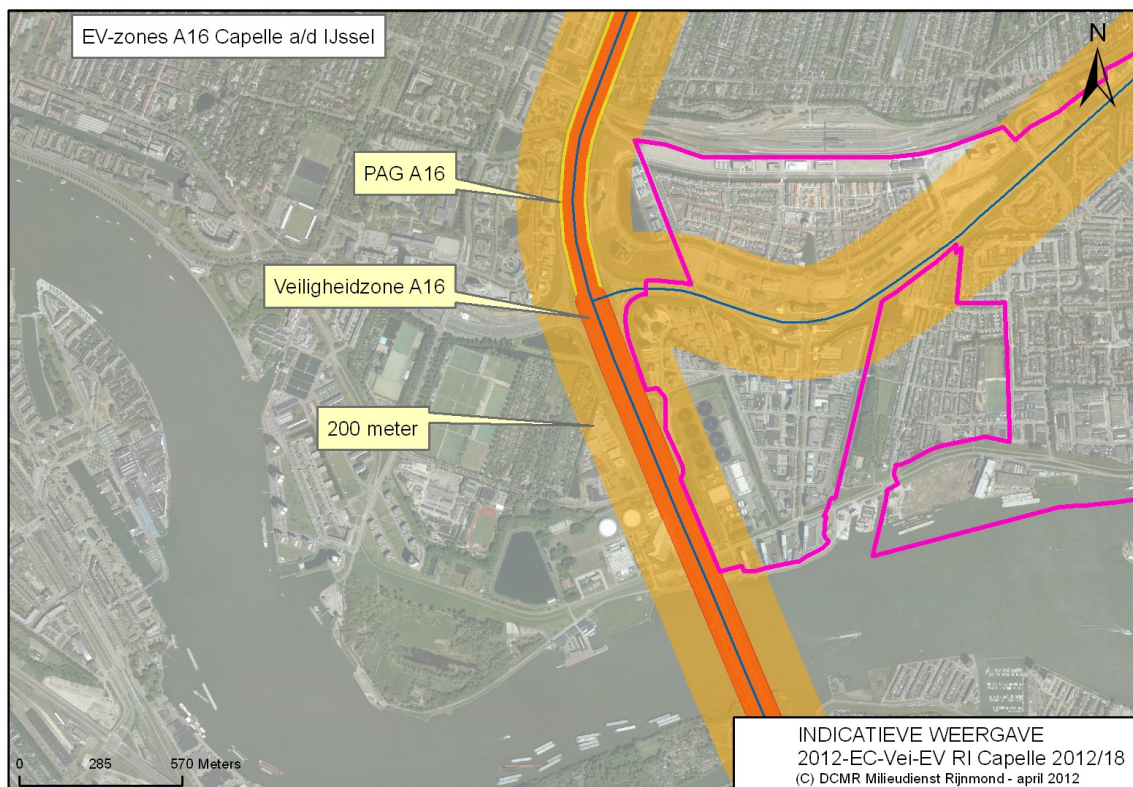 EV-zones A16 Capelle a/d IJssel
N
PAG A16
Veiligheidzone A16
200 meter
0 285 570 Meters
INDICATIEVE WEERGAVE
2012-EC-Vei-EV RI Capelle 2012/18
(C) DCMR Milieudienst Rijnmond - april 2012